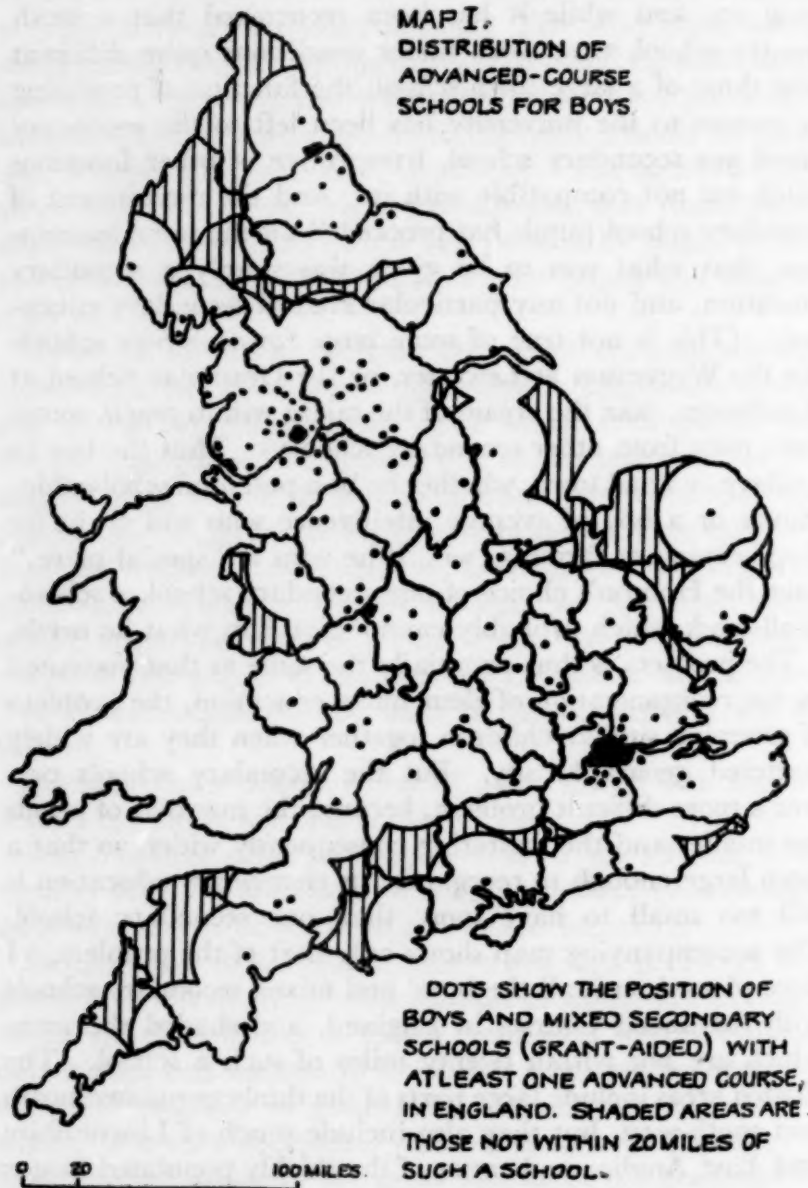 MAP I.
DISTRIBUTION OF
ADVANCED-COURSE
SCHOOLS FOR BOYS.
DOTS SHOW THE POSITION OF
BOYS AND MIXED SECONDARY
SCHOOLS (GRANT-AIDED) WITH
AT LEAST ONE ADVANCED COURSE,
IN ENGLAND. SHADED AREAS ARE
THOSE NOT WITHIN 20 MILES OF
SUCH A SCHOOL.
0 20 100 MILES